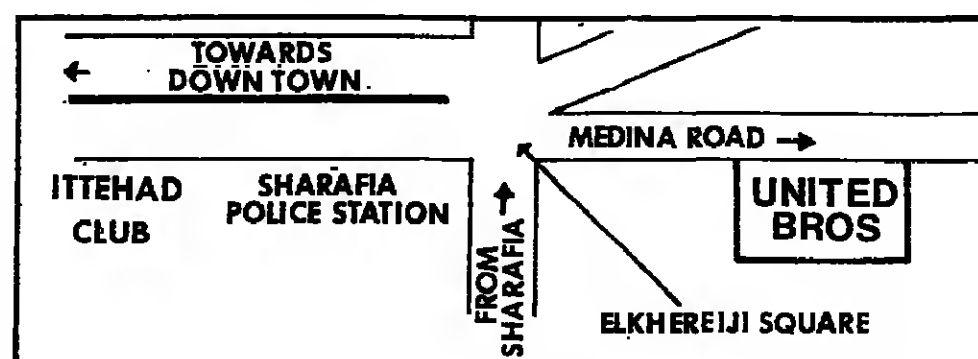 TOWARDS
DOWN TOWN.
MEDINA ROAD
ITTEHAD
CLUB
SHARAFIA
POLICE STATION
FROM
SHARAFIA
UNITED
BROS
ELKHEREIJI SQUARE